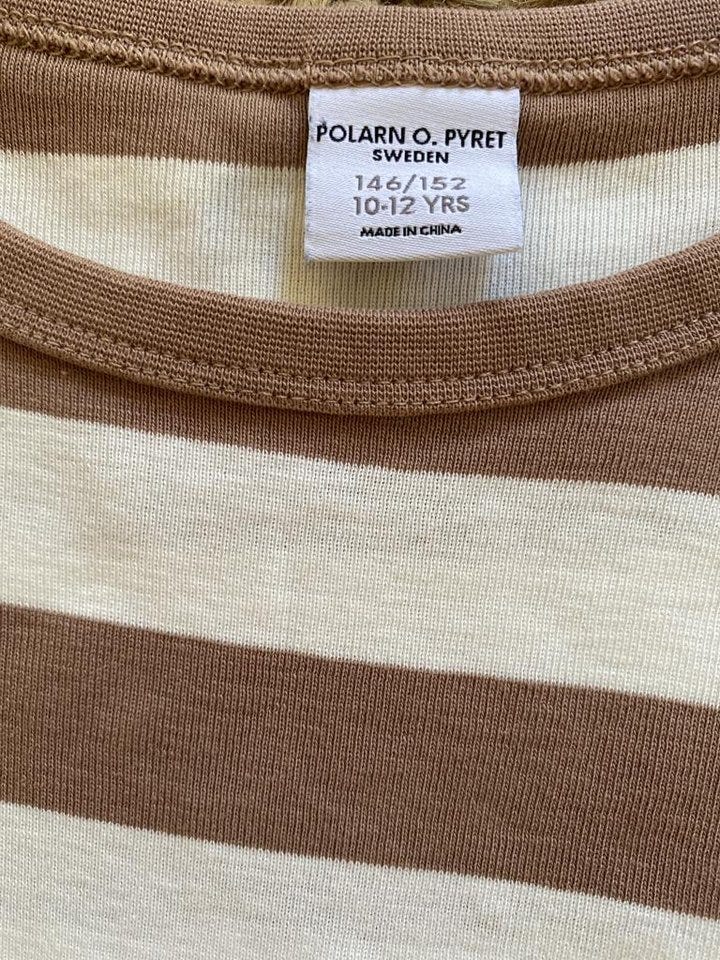 POLARN O. PYRET
SWEDEN
146/152
10-12 YRS
MADE IN CHINA